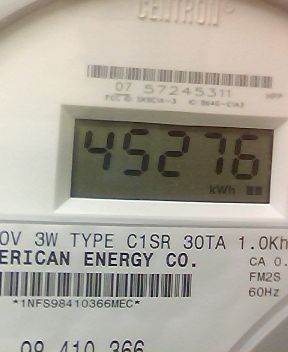 CENTRON®
07 57245311
45276
kWh
0V 3W TYPE C1SR 30TA 1.0Kh
ERICAN ENERGY CO.
CA 0.
FM2S
60Hz
*1NFS98410366MEC*
98 410 366